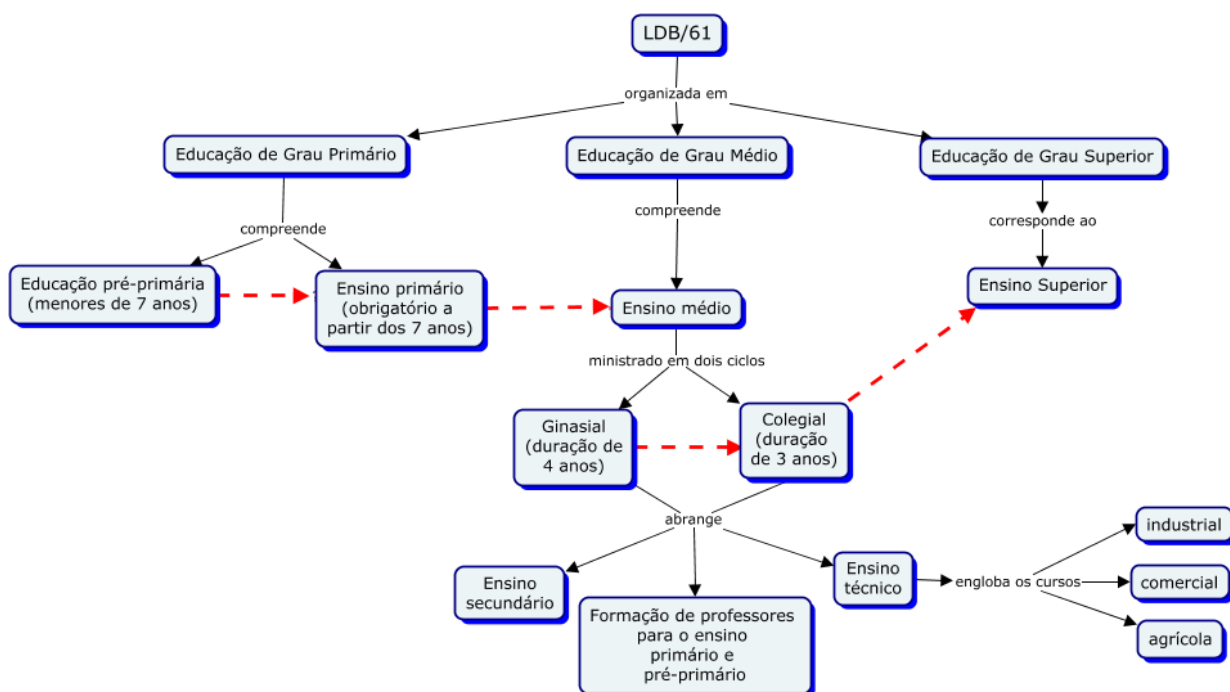 LDB/61
organizada em
Educação de Grau Primário
Educação de Grau Médio
Educação de Grau Superior
compreende
compreende
corresponde ao
Educação pré-primária
(menores de 7 anos)
Ensino primário
(obrigatório a
partir dos 7 anos)
Ensino médio
Ensino Superior
ministrado em dois ciclos
Ginasial
(duração de
4 anos)
Colegial
(duração
de 3 anos)
abrange
Ensino
secundário
Formação de professores
para o ensino
primário e
pré-primário
Ensino
técnico
engloba os cursos
industrial
comercial
agrícola